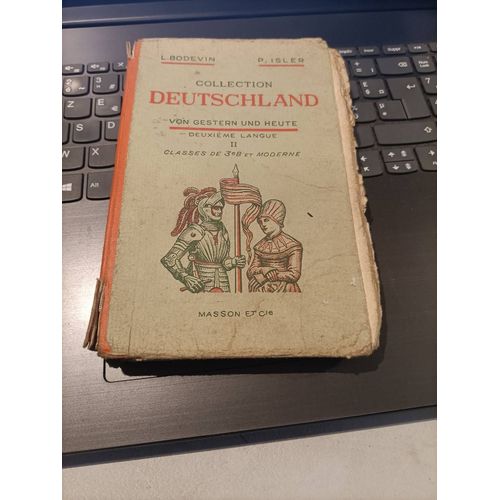 L. BODEVIN
P. ISLER
COLLECTION
DEUTSCHLAND
VON GESTERN UND HEUTE
DEUXIÈME LANGUE
II
CLASSES DE 3e B ET MODERNE
MASSON ET Cie